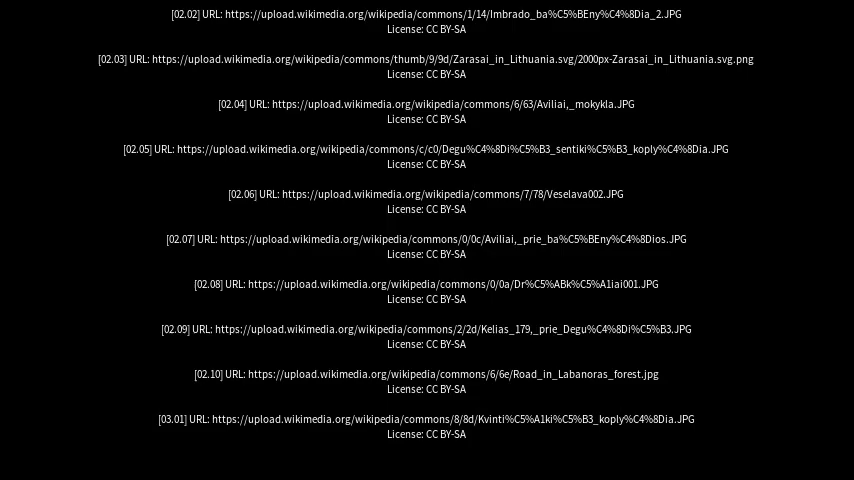 [02.02] URL: https://upload.wikimedia.org/wikipedia/commons/1/14/Imbrado_ba%C5%BEny%C4%8Dia_2.JPG
License: CC BY-SA
[02.03] URL: https://upload.wikimedia.org/wikipedia/commons/thumb/9/9d/Zarasai_in_Lithuania.svg/2000px-Zarasai_in_Lithuania.svg.png
License: CC BY-SA
[02.04] URL: https://upload.wikimedia.org/wikipedia/commons/6/63/Aviliai,_mokykla.JPG
License: CC BY-SA
[02.05] URL: https://upload.wikimedia.org/wikipedia/commons/c/c0/Degu%C4%8Di%C5%B3_sentiki%C5%B3_koply%C4%8Dia.JPG
License: CC BY-SA
[02.06] URL: https://upload.wikimedia.org/wikipedia/commons/7/78/Veselava002.JPG
License: CC BY-SA
[02.07] URL: https://upload.wikimedia.org/wikipedia/commons/0/0c/Aviliai,_prie_ba%C5%BEny%C4%8Dios.JPG
License: CC BY-SA
[02.08] URL: https://upload.wikimedia.org/wikipedia/commons/0/0a/Dr%C5%ABk%C5%A1iai001.JPG
License: CC BY-SA
[02.09] URL: https://upload.wikimedia.org/wikipedia/commons/2/2d/Kelias_179,_prie_Degu%C4%8Di%C5%B3.JPG
License: CC BY-SA
[02.10] URL: https://upload.wikimedia.org/wikipedia/commons/6/6e/Road_in_Labanoras_forest.jpg
License: CC BY-SA
[03.01] URL: https://upload.wikimedia.org/wikipedia/commons/8/8d/Kvinti%C5%A1ki%C5%B3_koply%C4%8Dia.JPG
License: CC BY-SA